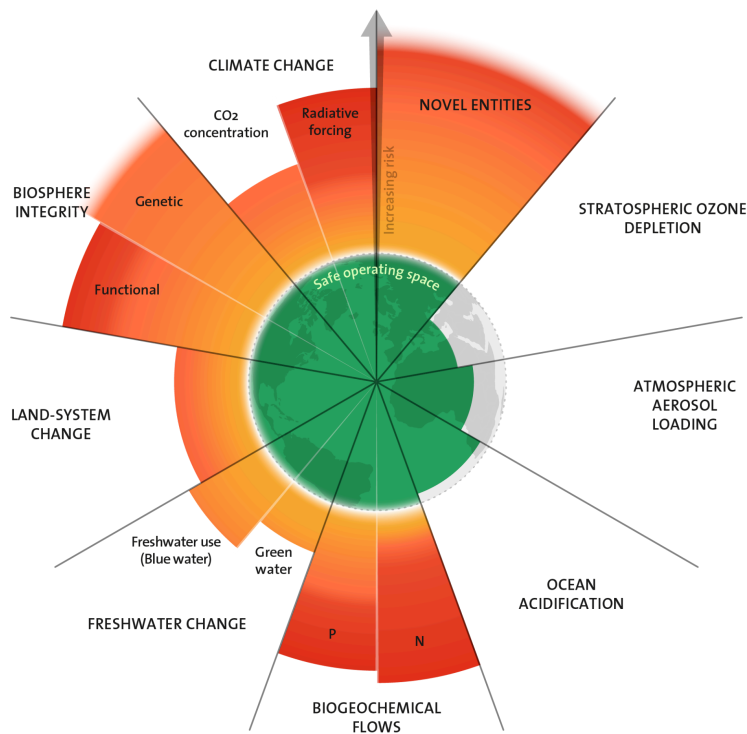 CLIMATE CHANGE
CO2
concentration
Radiative
forcing
NOVEL ENTITIES
Increasing risk
BIOSPHERE
INTEGRITY
Genetic
Functional
STRATOSPHERIC OZONE
DEPLETION
Safe operating space
LAND-SYSTEM
CHANGE
ATMOSPHERIC
AEROSOL
LOADING
Freshwater use
(Blue water)
Green
water
FRESHWATER CHANGE
OCEAN
ACIDIFICATION
P
N
BIOGEOCHEMICAL
FLOWS